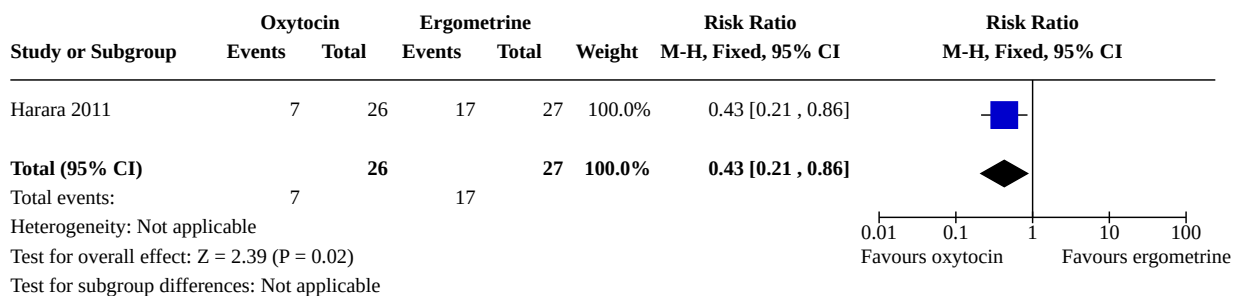 Oxytocin Ergometrine Risk Ratio Risk Ratio
Study or Subgroup Events Total Events Total Weight M-H, Fixed, 95% CI M-H, Fixed, 95% CI
Harara 2011 7 26 17 27 100.0% 0.43 [0.21 , 0.86]
Total (95% CI) 26 27 100.0% 0.43 [0.21 , 0.86]
Total events: 7 17
Heterogeneity: Not applicable
0.01 0.1 1 10 100
Test for overall effect: Z = 2.39 (P = 0.02) Favours oxytocin Favours ergometrine
Test for subgroup differences: Not applicable